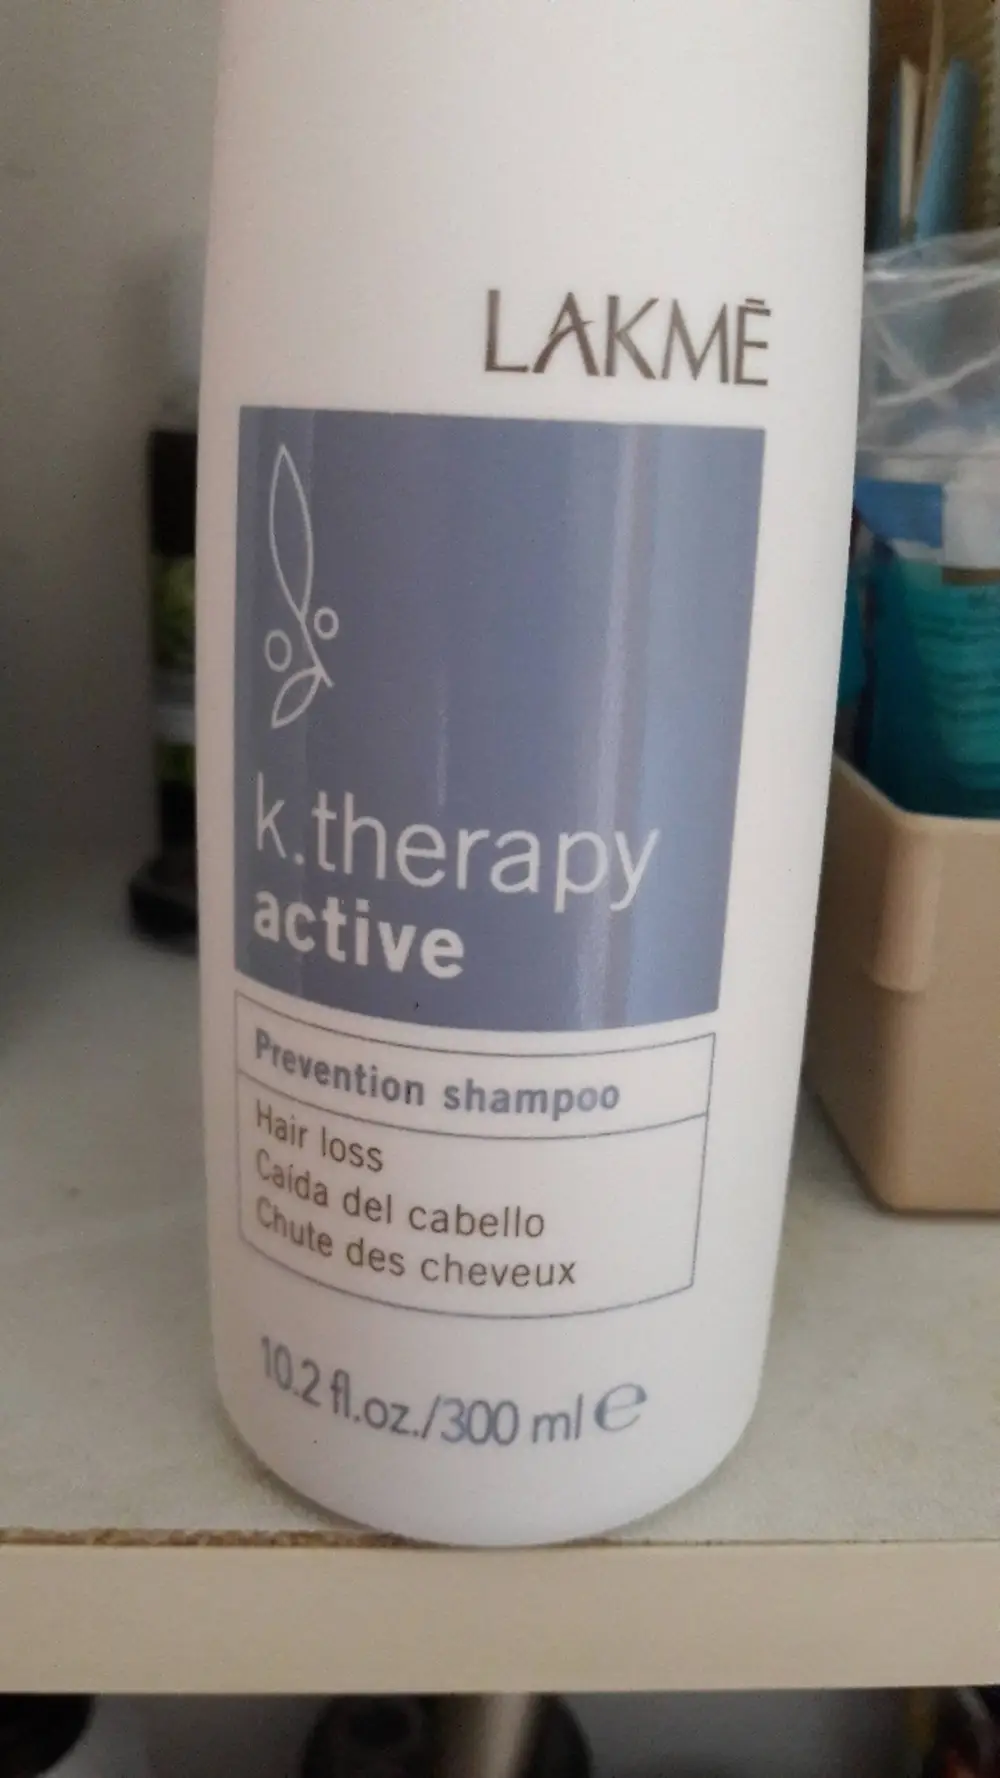 LAKMĒ
k.therapy
active
Prevention shampoo
Hair loss
Caída del cabello
Chute des cheveux
10.2 fl.oz./300 ml ℮